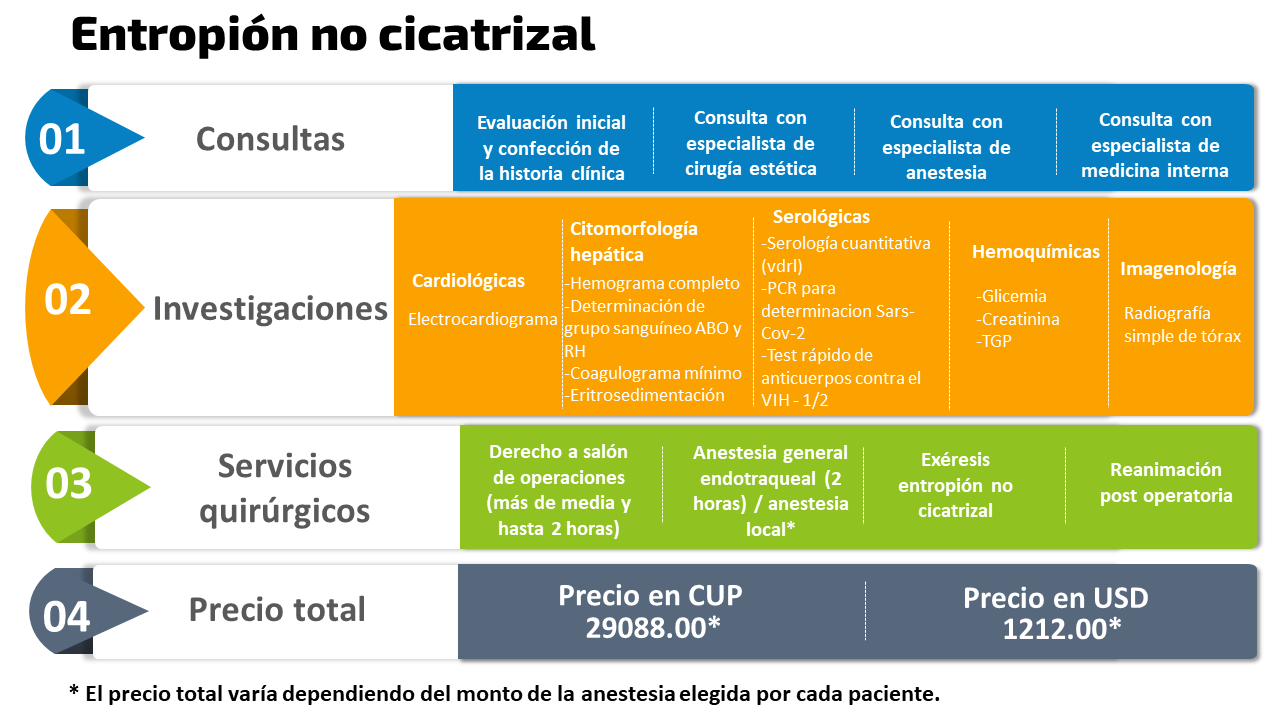 Entropión no cicatrizal
01
Consultas
Evaluación inicial
y confección de
la historia clínica
Consulta con
especialista de
cirugía estética
Consulta con
especialista de
anestesia
Consulta con
especialista de
medicina interna
02
Investigaciones
Cardiológicas
Electrocardiograma
Citomorfología
hepática
-Hemograma completo
-Determinación de
grupo sanguíneo ABO y
RH
-Coagulograma mínimo
-Eritrosedimentación
Serológicas
-Serología cuantitativa
(vdrl)
-PCR para
determinacion Sars-
Cov-2
-Test rápido de
anticuerpos contra el
VIH - 1/2
Hemoquímicas
-Glicemia
-Creatinina
-TGP
Imagenología
Radiografía
simple de tórax
03
Servicios
quirúrgicos
Derecho a salón
de operaciones
(más de media y
hasta 2 horas)
Anestesia general
endotraqueal (2
horas) / anestesia
local*
Exéresis
entropión no
cicatrizal
Reanimación
post operatoria
04
Precio total
Precio en CUP
29088.00*
Precio en USD
1212.00*
* El precio total varía dependiendo del monto de la anestesia elegida por cada paciente.